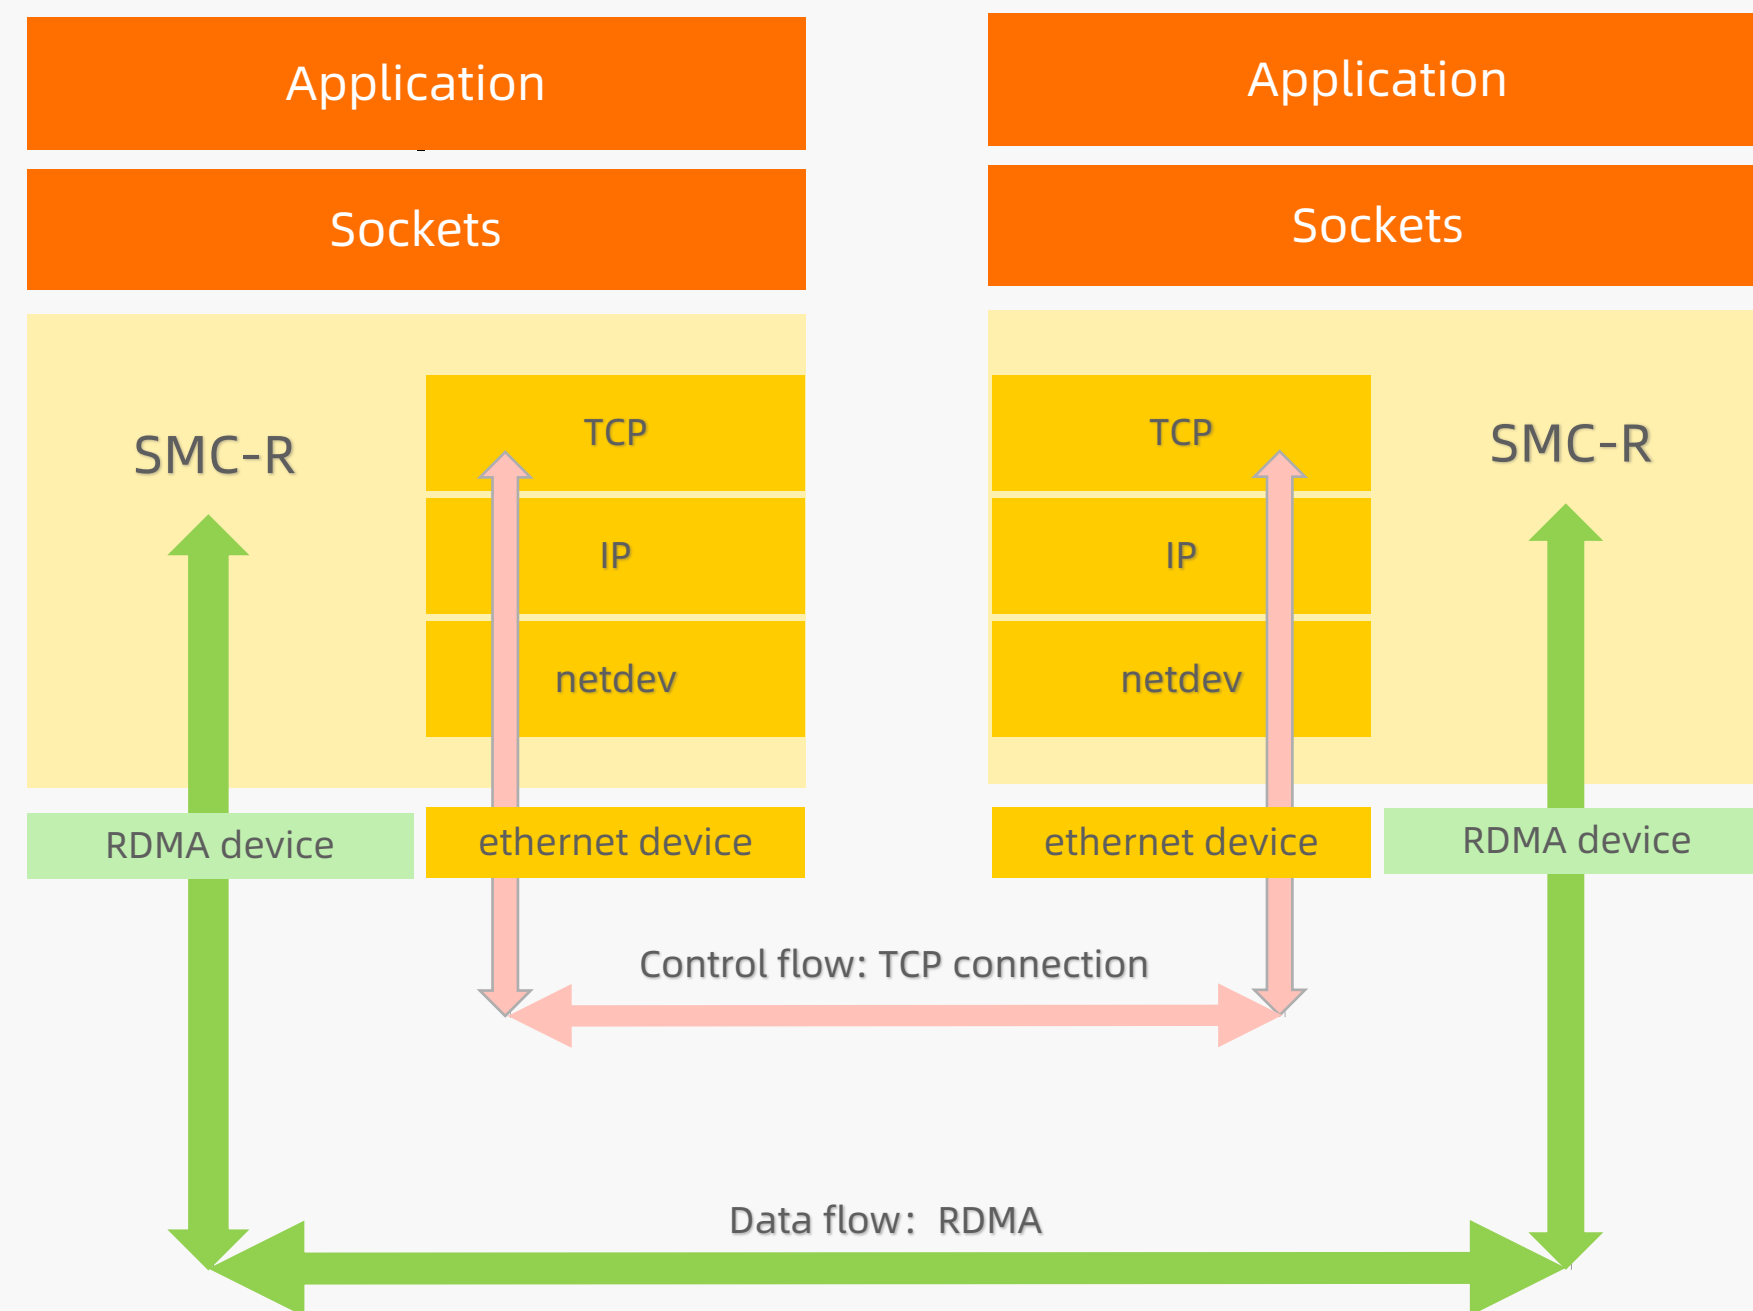 Application
Sockets
SMC-R
TCP
IP
netdev
RDMA device
ethernet device
Application
Sockets
TCP
IP
netdev
SMC-R
ethernet device
RDMA device
Control flow: TCP connection
Data flow：RDMA